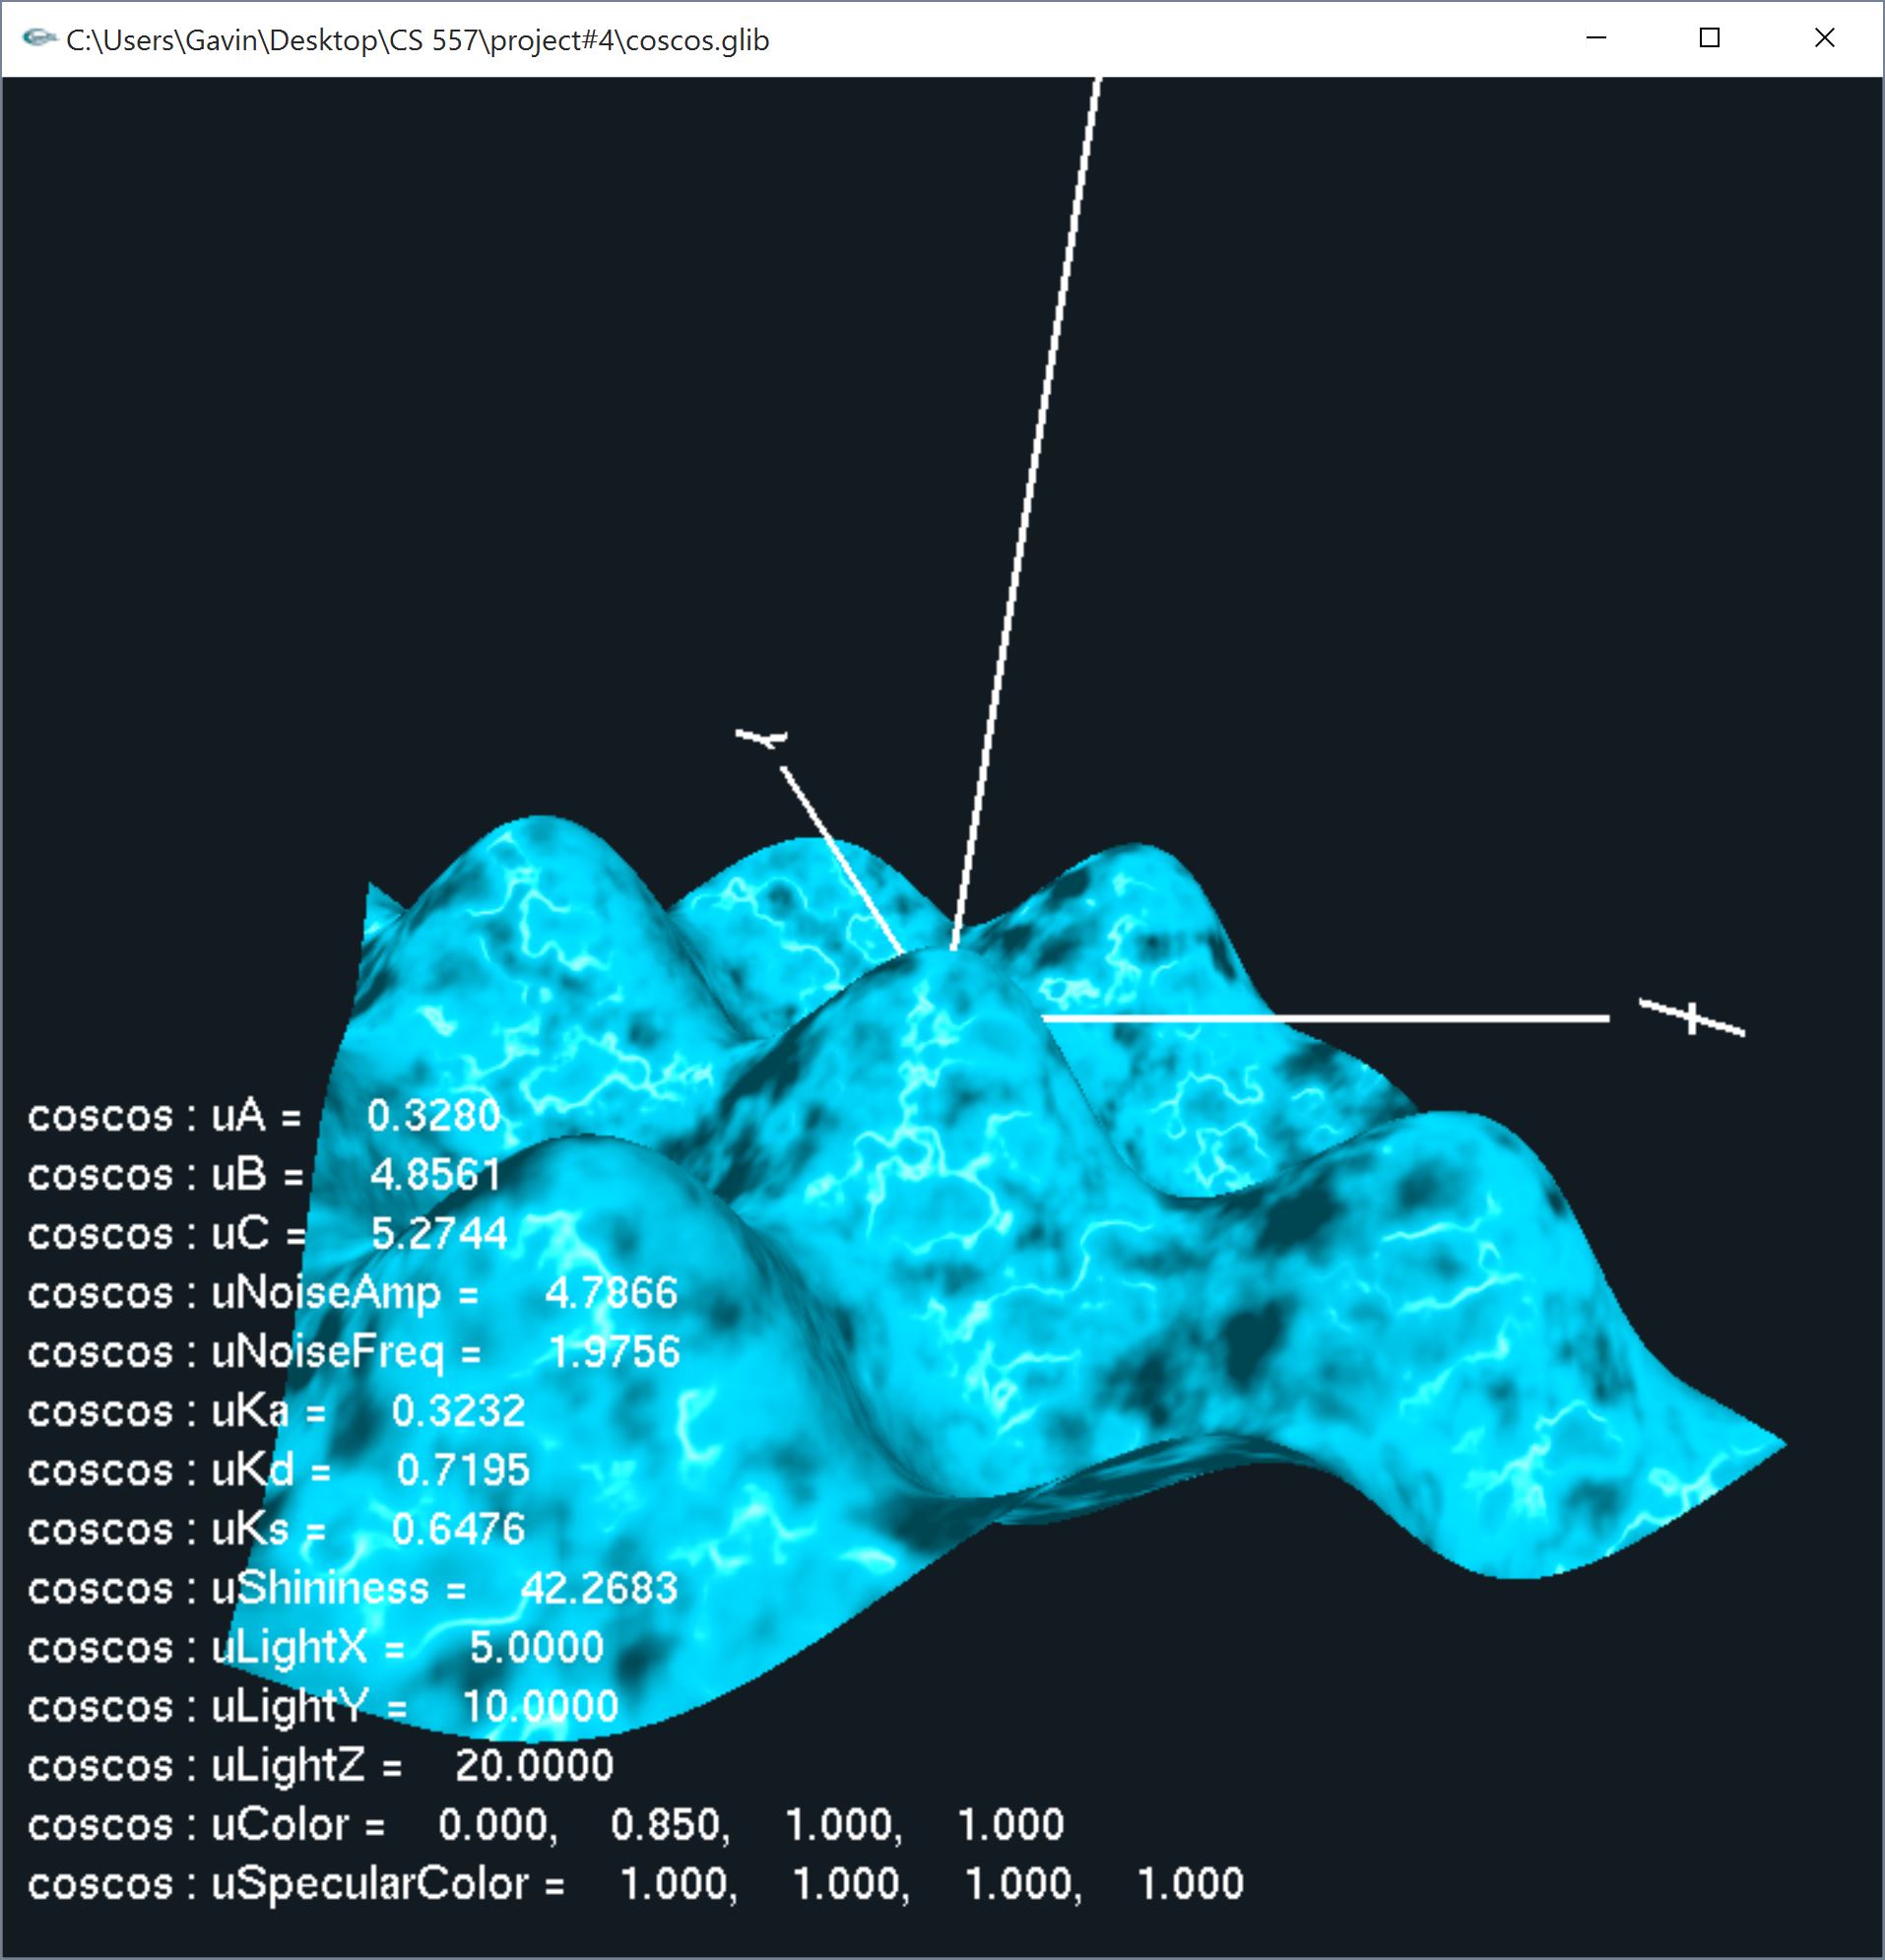 C:\Users\Gavin\Desktop\CS 557\project#4\coscos.glib
Y
X
coscos : uA = 0.3280
coscos : uB = 4.8561
coscos : uC = 5.2744
coscos : uNoiseAmp = 4.7866
coscos : uNoiseFreq = 1.9756
coscos : uKa = 0.3232
coscos : uKd = 0.7195
coscos : uKs = 0.6476
coscos : uShininess = 42.2683
coscos : uLightX = 5.0000
coscos : uLightY = 10.0000
coscos : uLightZ = 20.0000
coscos : uColor = 0.000, 0.850, 1.000, 1.000
coscos : uSpecularColor = 1.000, 1.000, 1.000, 1.000